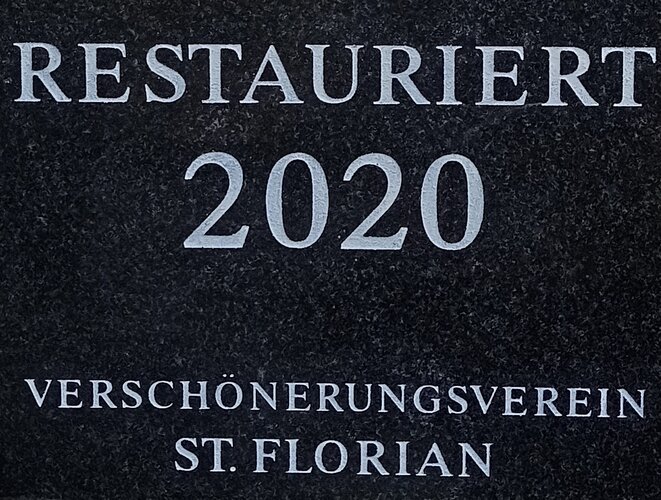 RESTAURIERT
2020
VERSCHÖNERUNGSVEREIN
ST. FLORIAN